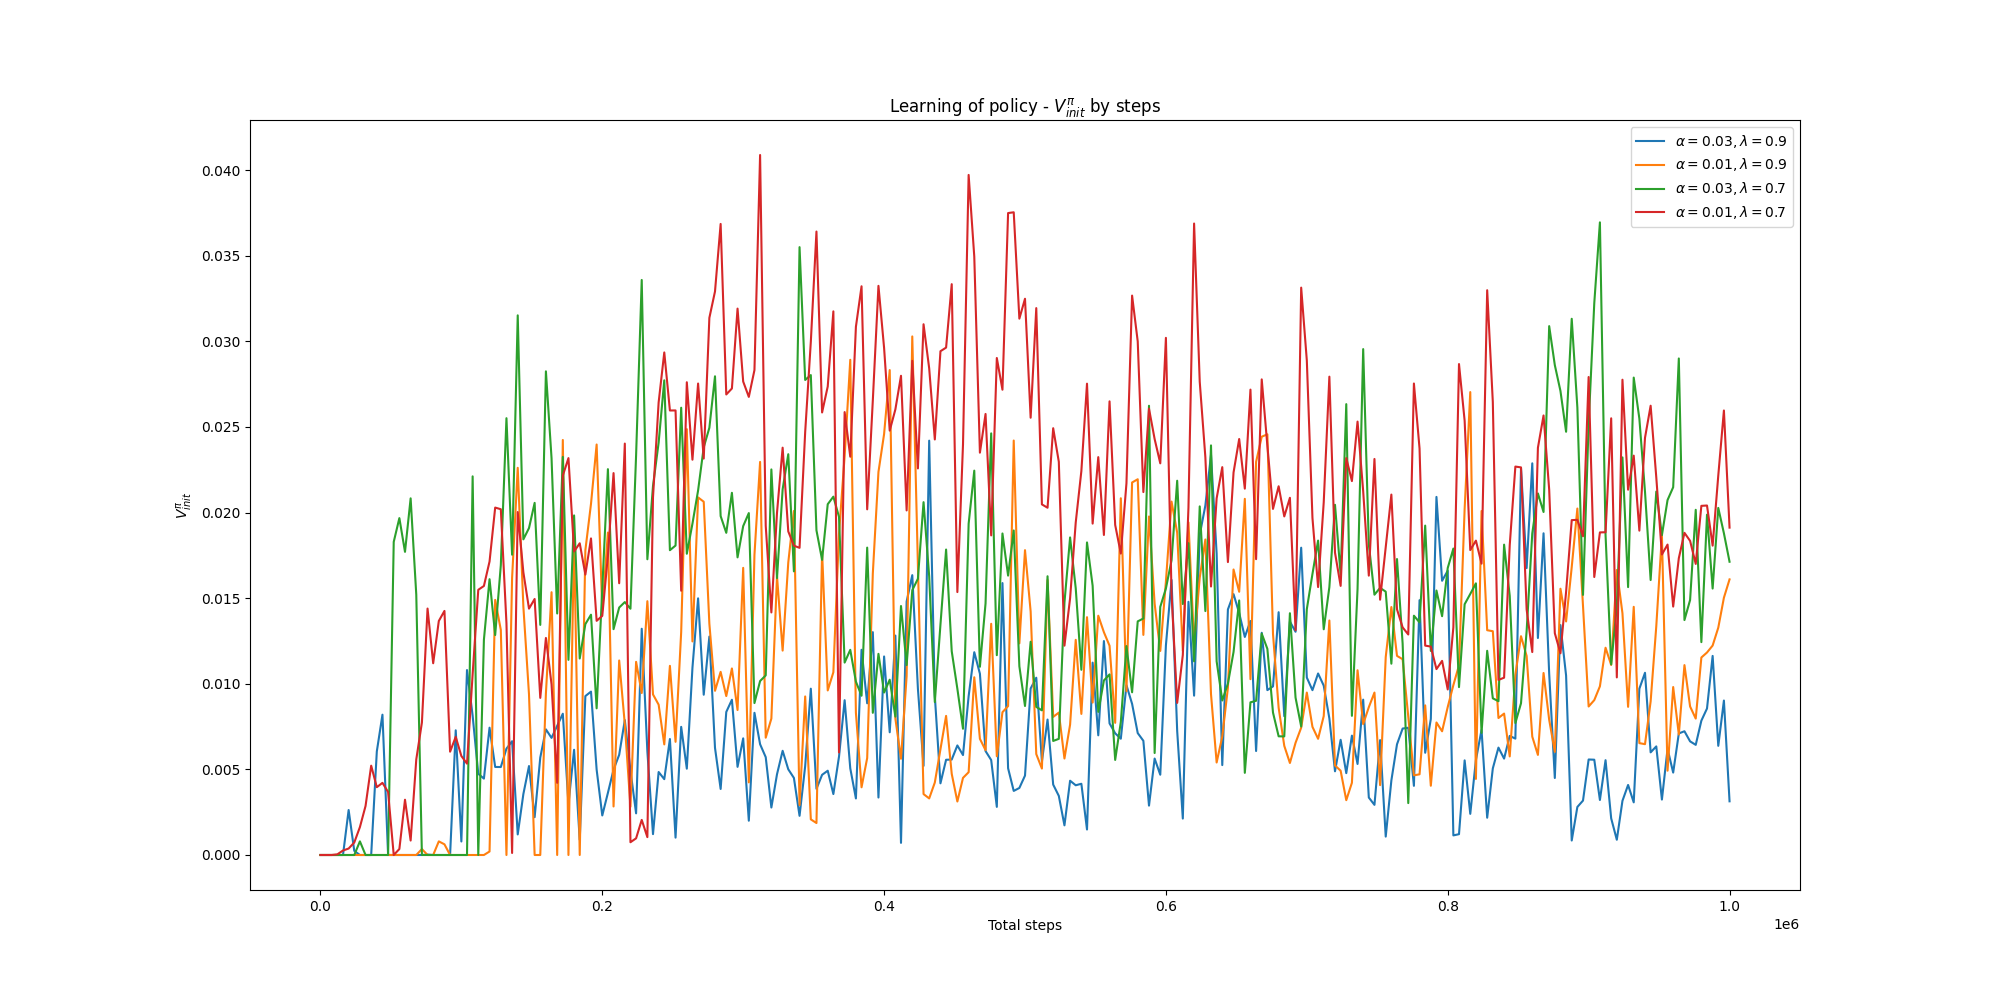 Learning of policy - $V^{\pi}_{init}$ by steps
α = 0.03, λ = 0.9
α = 0.01, λ = 0.9
α = 0.03, λ = 0.7
α = 0.01, λ = 0.7
$V^{\pi}_{init}$
0.040
0.035
0.030
0.025
0.020
0.015
0.010
0.005
0.000
0.0 0.2 0.4 0.6 0.8 1.0
Total steps
1e6